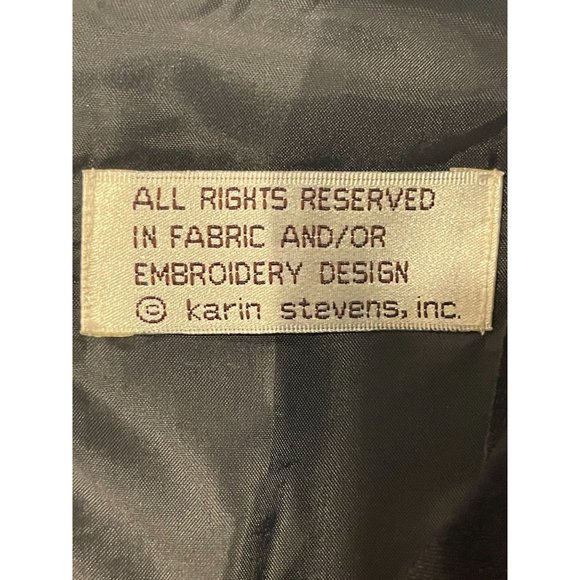 ALL RIGHTS RESERVED
IN FABRIC AND/OR
EMBROIDERY DESIGN
© karin stevens, inc.